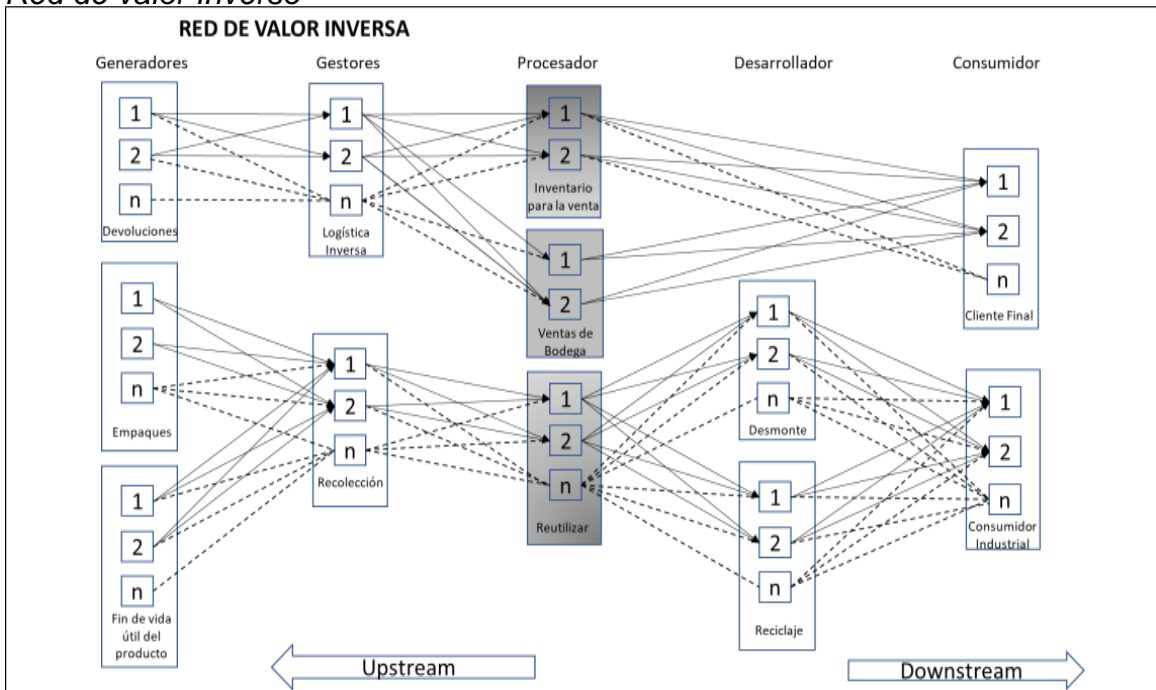 Red de Valor Inverso
RED DE VALOR INVERSA
Generadores
Gestores
Procesador
Desarrollador
Consumidor
1
2
n
Devoluciones
1
2
n
Logística
Inversa
1
2
Inventario
para la venta
1
2
Ventas de
Bodega
1
2
n
Cliente Final
1
2
n
Empaques
1
2
n
Fin de vida
útil del
producto
1
2
n
Recolección
1
2
n
Reutilizar
1
2
n
Desmonte
1
2
n
Reciclaje
1
2
n
Consumidor
Industrial
Upstream
Downstream